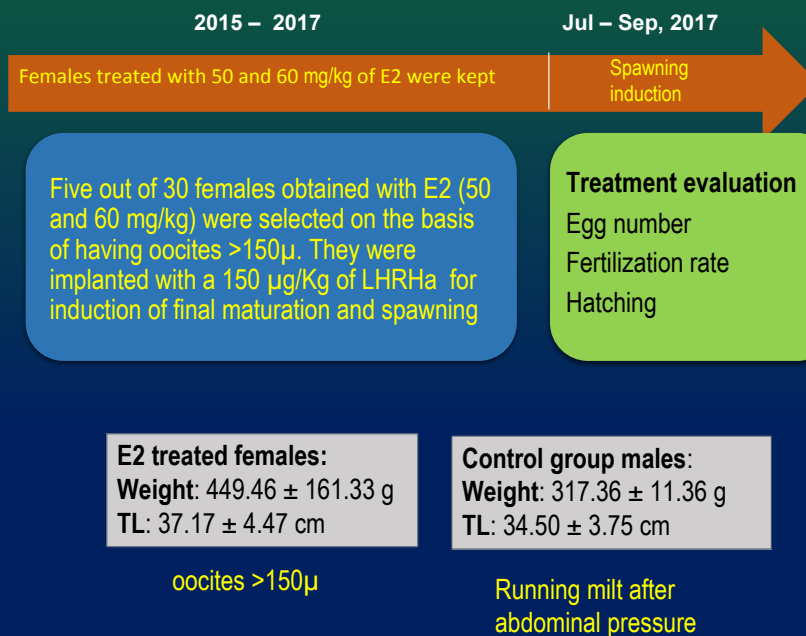 2015 – 2017
Jul – Sep, 2017
Females treated with 50 and 60 mg/kg of E2 were kept
Spawning
induction
Five out of 30 females obtained with E2 (50
and 60 mg/kg) were selected on the basis
of having oocites >150µ. They were
implanted with a 150 µg/Kg of LHRHa for
induction of final maturation and spawning
Treatment evaluation
Egg number
Fertilization rate
Hatching
E2 treated females:
Weight: 449.46 ± 161.33 g
TL: 37.17 ± 4.47 cm
Control group males:
Weight: 317.36 ± 11.36 g
TL: 34.50 ± 3.75 cm
oocites >150µ
Running milt after
abdominal pressure